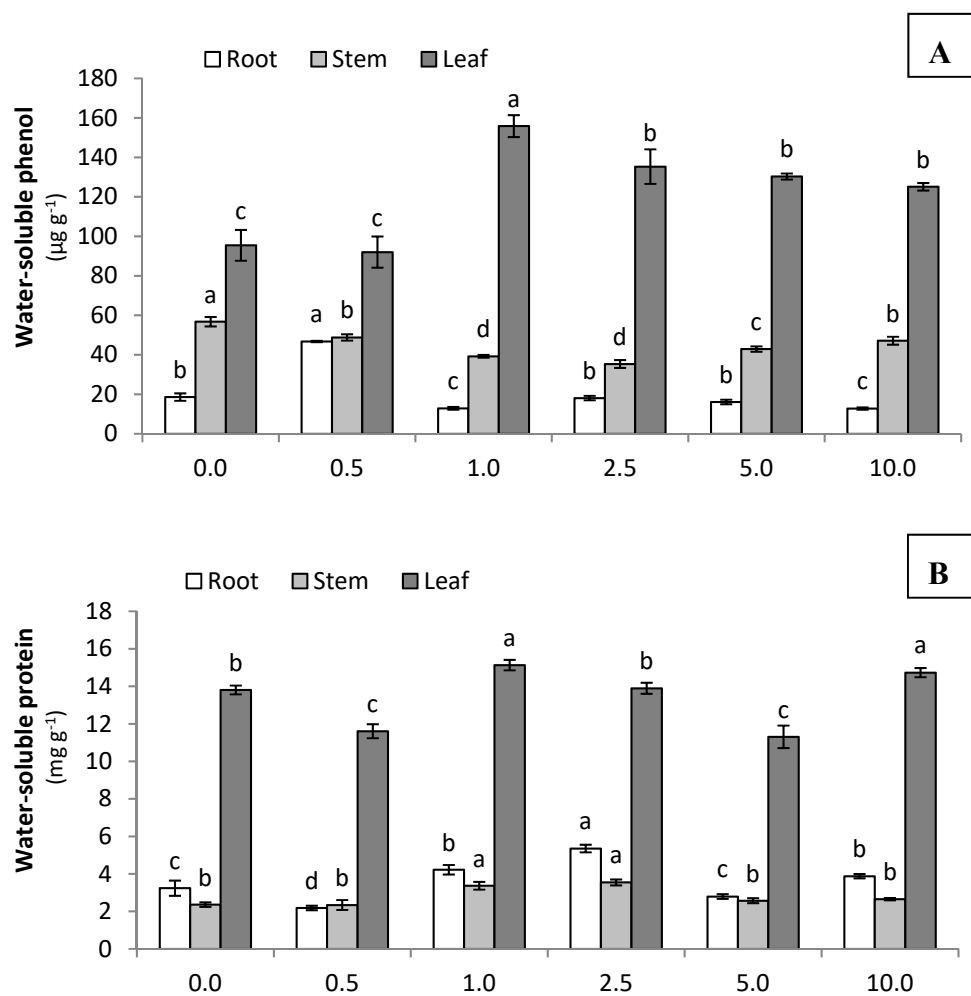 A
Root Stem Leaf
Water-soluble phenol
(µg g⁻¹)
180
160
140
120
100
80
60
40
20
0
b a c
a b c
c d a
b d b
b c b
c b b
0.0 0.5 1.0 2.5 5.0 10.0
B
Root Stem Leaf
Water-soluble protein
(mg g⁻¹)
18
16
14
12
10
8
6
4
2
0
c b b
d b c
b a a
a a b
c b c
b b a
0.0 0.5 1.0 2.5 5.0 10.0